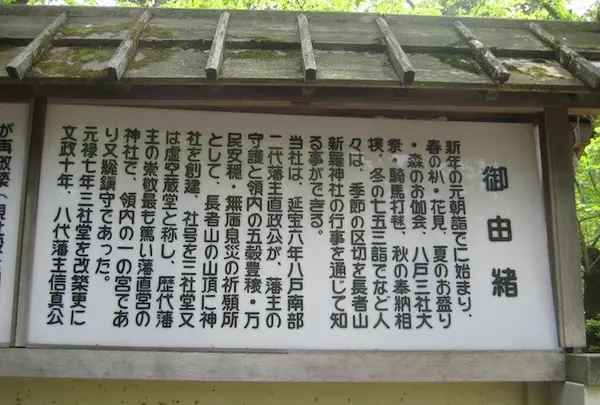 御由緒
新年の元朝詣でに始まり、
春の杁・花見、夏のお盛り
・森のお伽会、八戸三社大
祭・騎馬打毬、秋の奉納相
撲、冬の七五三詣でなど人
々は、季節の区切を長者山
新羅神社の行事を通じて知
る事ができる。
当社は、延宝六年八戸南部
二代藩主直政公が、藩主の
守護と領内の五穀豊穣・万
民安穏・無病息災の祈願所
として、長者山の山頂に神
社を創建、社号を三社堂又
は虚空蔵堂と称し、歴代藩
主の崇敬最も篤い藩直営の
神社で、領内の一の宮であ
り又総鎮守であった。
元禄七年三社堂を改築更に
文政十年、八代藩主信真公
が再改築（現社殿